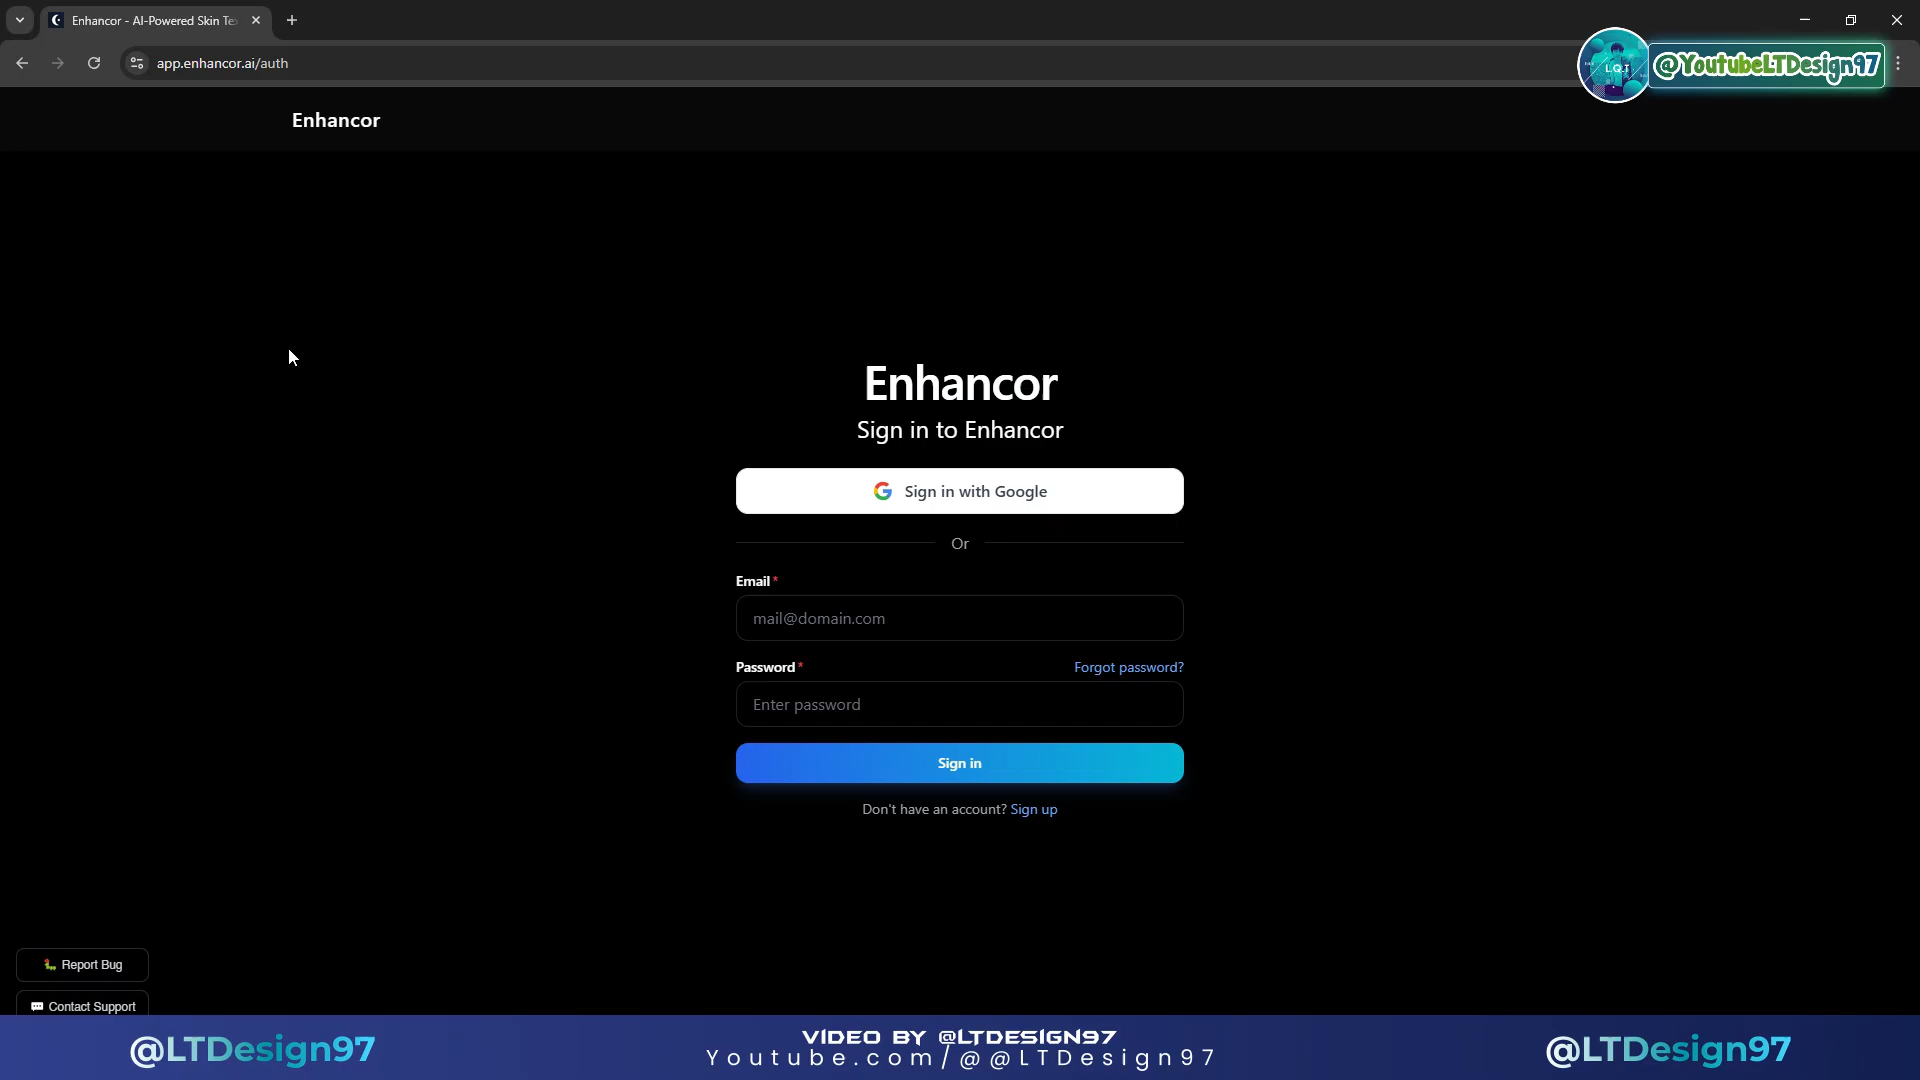 Enhancor - AI-Powered Skin Te
app.enhancor.ai/auth
L.Q.T
@YoutubeLTDesign97
Enhancor
Enhancor
Sign in to Enhancor
Sign in with Google
Or
Email *
mail@domain.com
Password *
Forgot password?
Enter password
Sign in
Don't have an account? Sign up
Report Bug
Contact Support
@LTDesign97
VIDEO BY @LTDESIGN97
Youtube.com/@@LTDesign97
@LTDesign97